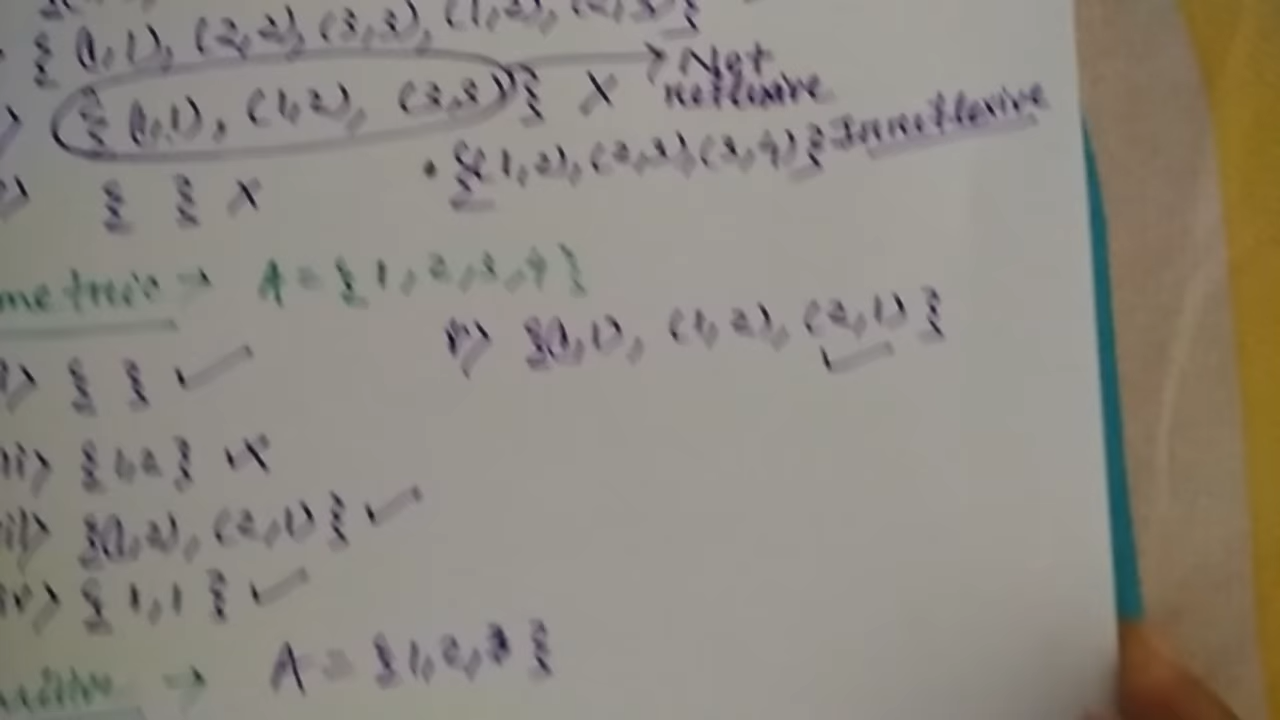 {(1,1), (2,2) (3,3), (1,2), (2,3)}
{(1,1), (1,2), (3,3)} X → Not reflexive
{ } X
• {(1,2), (2,3) (3,4)} Irreflexive
metric → A = {1,2,3,4}
i) { } ✓
v) {(1,1), (1,2), (2,1)} ✓
ii) {1,2} X
iii) {(1,2), (2,1)} ✓
iv) {1,1} ✓
→ A = {1,2,3}